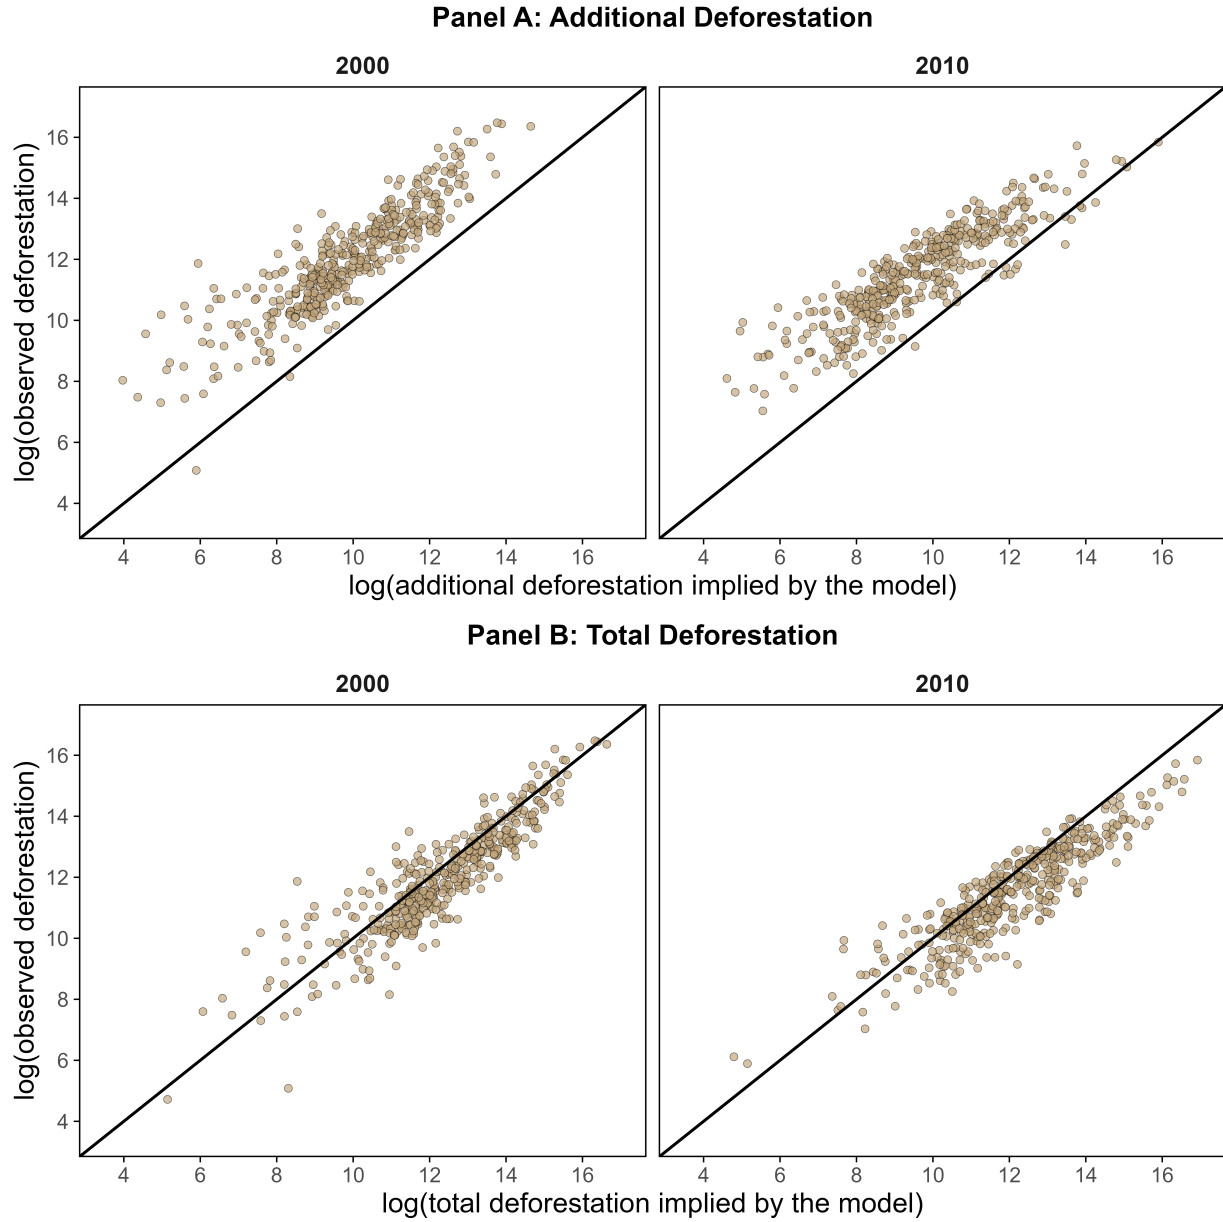 Panel A: Additional Deforestation
2000 2010
log(observed deforestation)
16
14
12
10
8
6
4
4 6 8 10 12 14 16 4 6 8 10 12 14 16
log(additional deforestation implied by the model)
Panel B: Total Deforestation
2000 2010
log(observed deforestation)
16
14
12
10
8
6
4
4 6 8 10 12 14 16 4 6 8 10 12 14 16
log(total deforestation implied by the model)